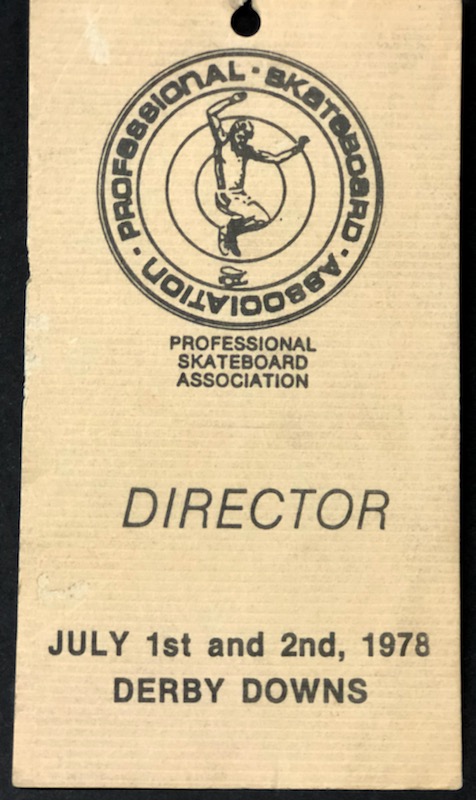 PROFESSIONAL · SKATEBOARD · ASSOCIATION ·
PROFESSIONAL
SKATEBOARD
ASSOCIATION
DIRECTOR
JULY 1st and 2nd, 1978
DERBY DOWNS